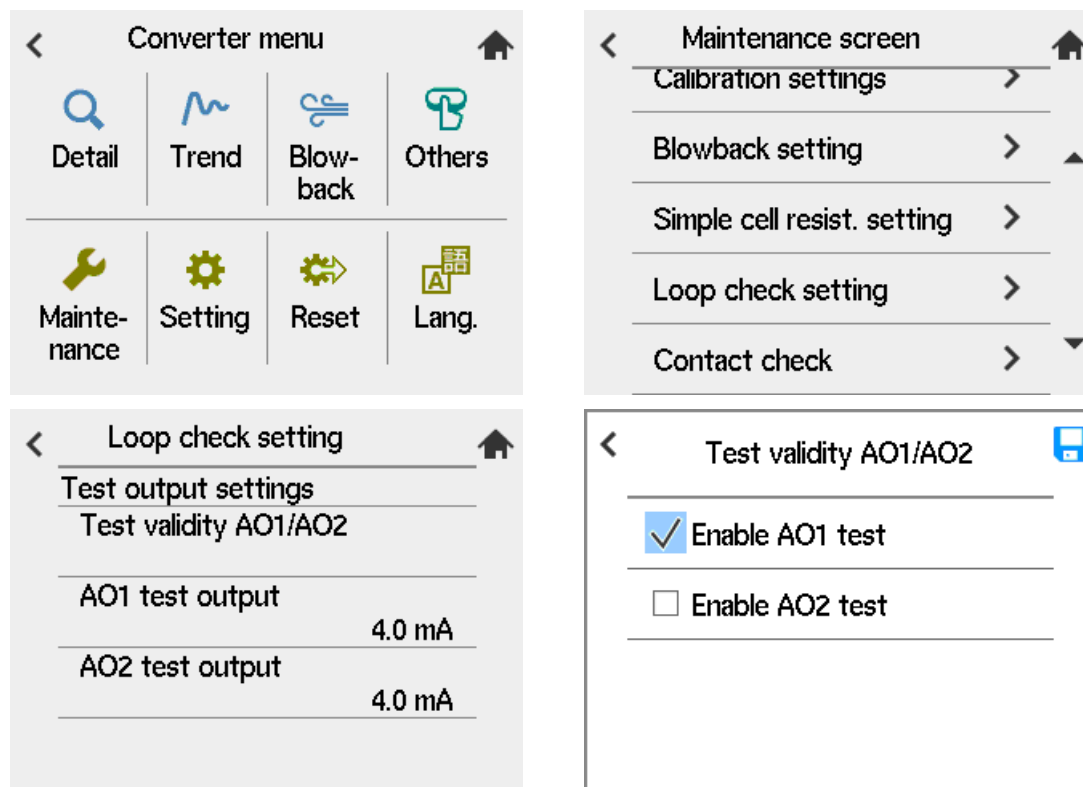 Converter menu
Detail
Trend
Blow-
back
Others
Mainte-
nance
Setting
Reset
A 語
Lang.
Maintenance screen
Calibration settings
Blowback setting
Simple cell resist. setting
Loop check setting
Contact check
Loop check setting
Test output settings
Test validity AO1/AO2
AO1 test output
4.0 mA
AO2 test output
4.0 mA
Test validity AO1/AO2
Enable AO1 test
Enable AO2 test